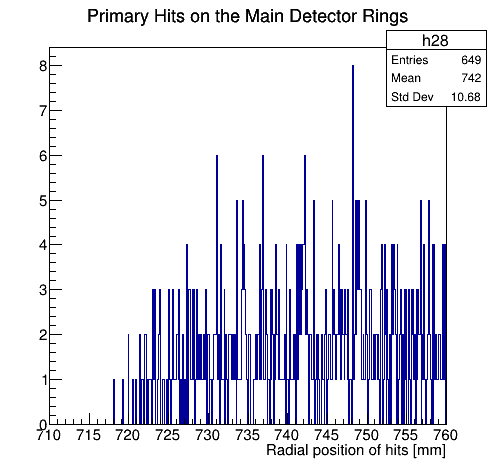 Primary Hits on the Main Detector Rings
h28
Entries 649
Mean 742
Std Dev 10.68
8
7
6
5
4
3
2
1
0
710 715 720 725 730 735 740 745 750 755 760
Radial position of hits [mm]